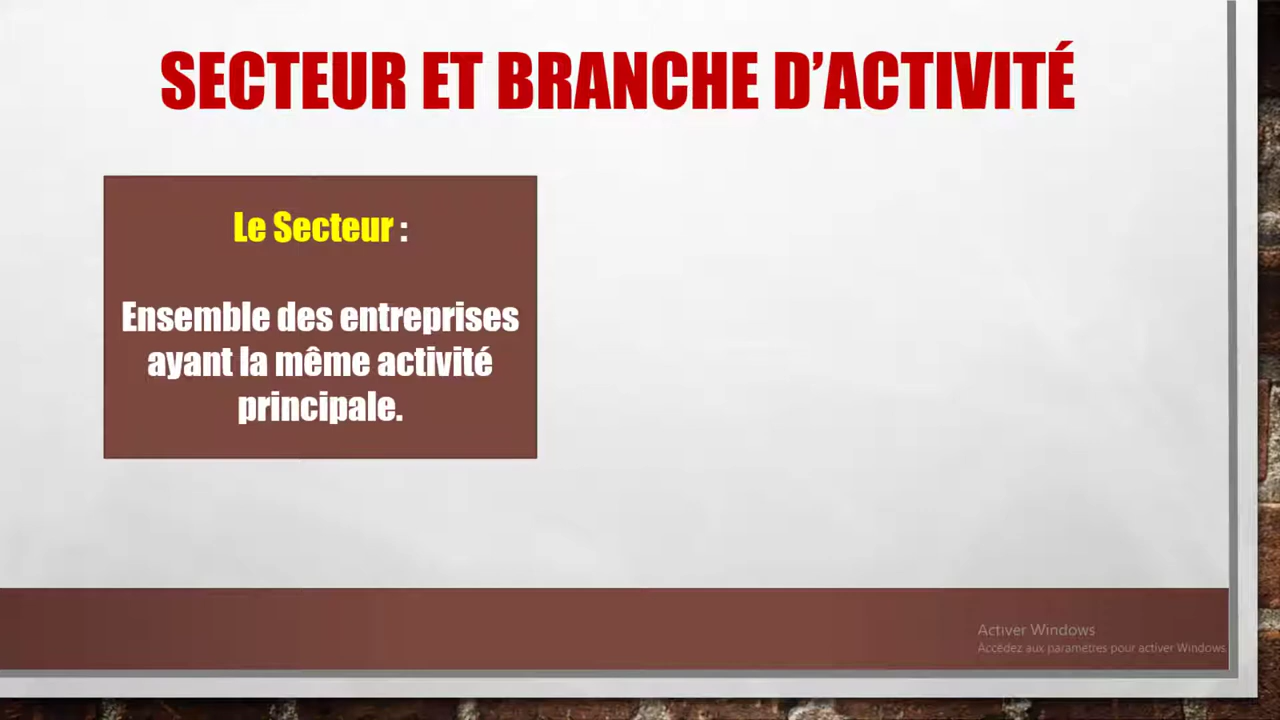 SECTEUR ET BRANCHE D’ACTIVITÉ
Le Secteur :
Ensemble des entreprises
ayant la même activité
principale.
Activer Windows
Accédez aux paramètres pour activer Windows